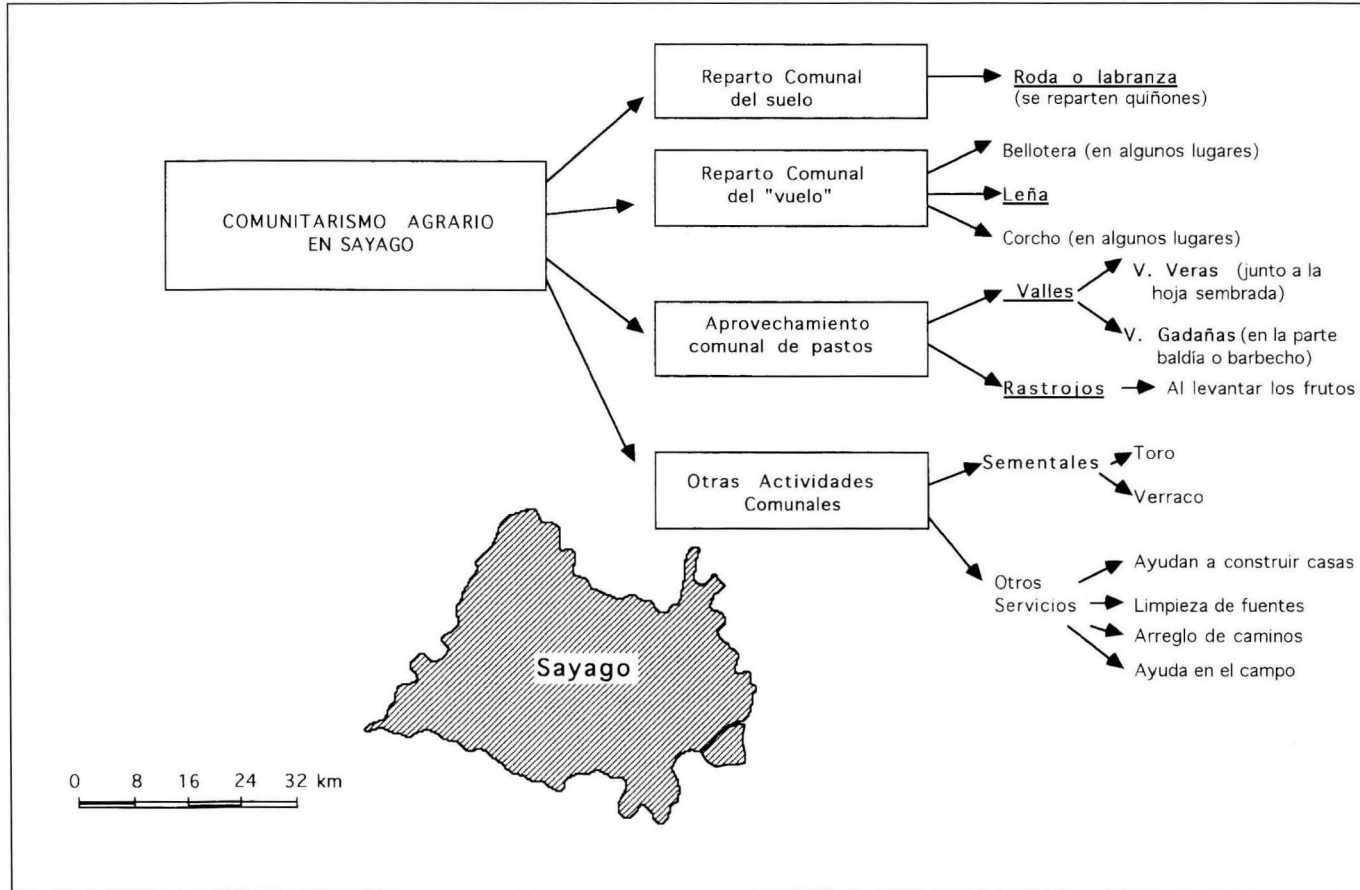 COMUNITARISMO AGRARIO
EN SAYAGO
Reparto Comunal
del suelo
Roda o labranza
(se reparten quiñones)
Reparto Comunal
del "vuelo"
Bellotera (en algunos lugares)
Leña
Corcho (en algunos lugares)
Aprovechamiento
comunal de pastos
Valles
V. Veras (junto a la
hoja sembrada)
V. Gadañas (en la parte
baldía o barbecho)
Rastrojos
Al levantar los frutos
Otras Actividades
Comunales
Sementales
Toro
Verraco
Otros
Servicios
Ayudan a construir casas
Limpieza de fuentes
Arreglo de caminos
Ayuda en el campo
Sayago
0 8 16 24 32 km